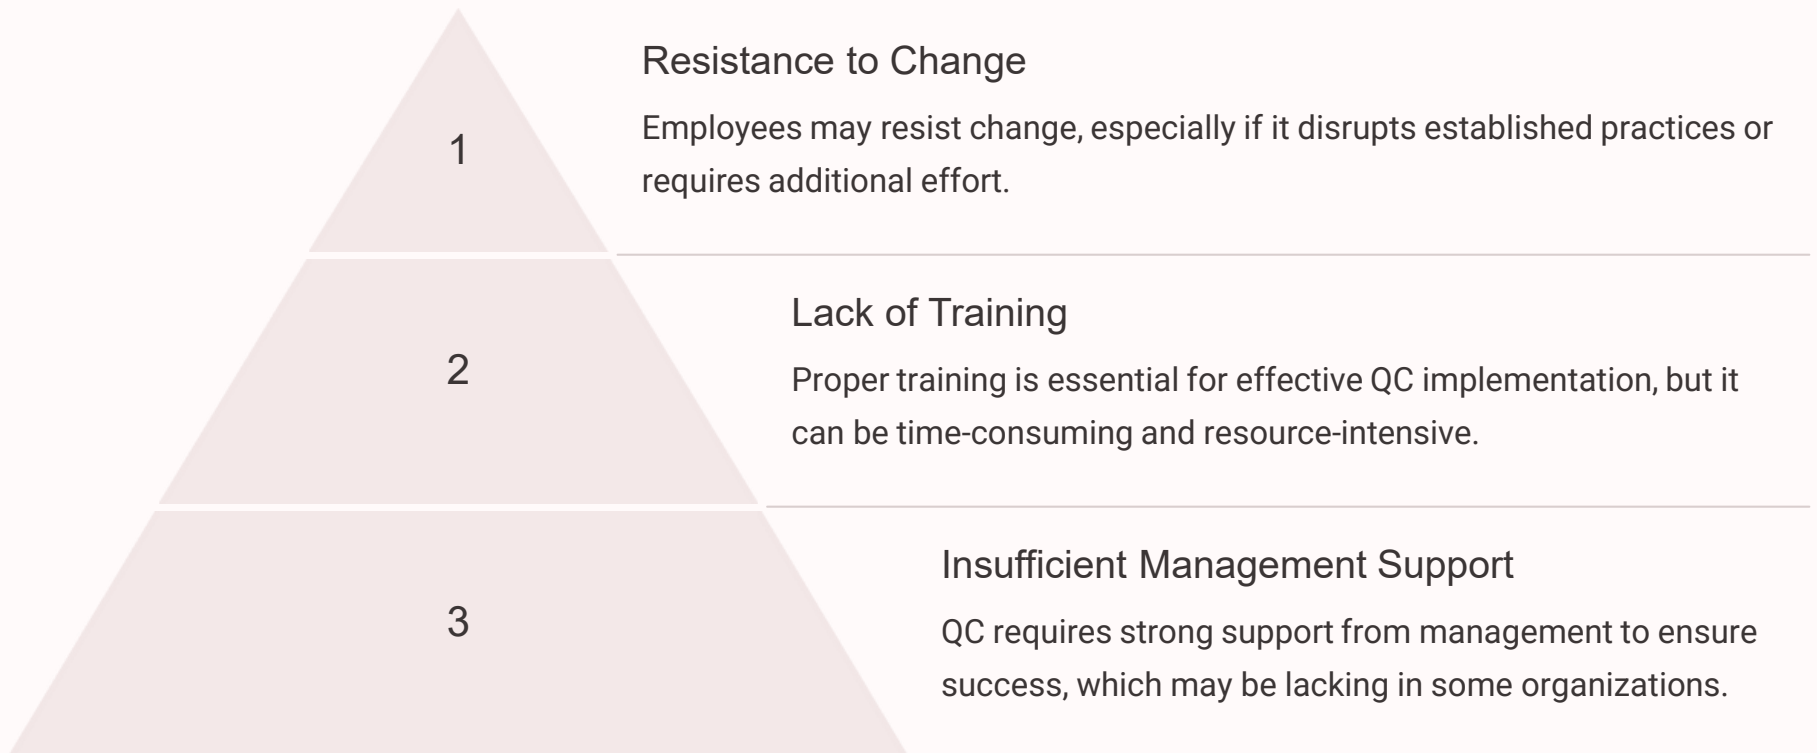 1
Resistance to Change
Employees may resist change, especially if it disrupts established practices or
requires additional effort.
2
Lack of Training
Proper training is essential for effective QC implementation, but it
can be time-consuming and resource-intensive.
3
Insufficient Management Support
QC requires strong support from management to ensure
success, which may be lacking in some organizations.